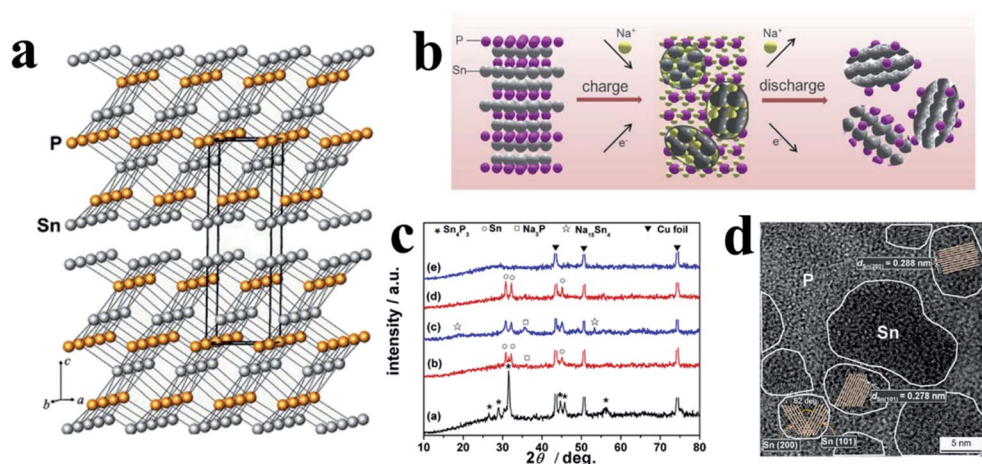 a
P
Sn
c
b
a
b
P
Sn
Na⁺
charge
e⁻
Na⁺
discharge
e⁻
c
★ Sn₄P₃ ○ Sn □ Na₃P ☆ Na₁₅Sn₄ ▼ Cu foil
(e)
(d)
(c)
(b)
(a)
intensity / a.u.
10 20 30 40 50 60 70 80
2θ / deg.
d
P
Sn
d = 0.288 nm
dSn(101) = 0.278 nm
62 deg.
Sn (200)
Sn (101)
5 nm